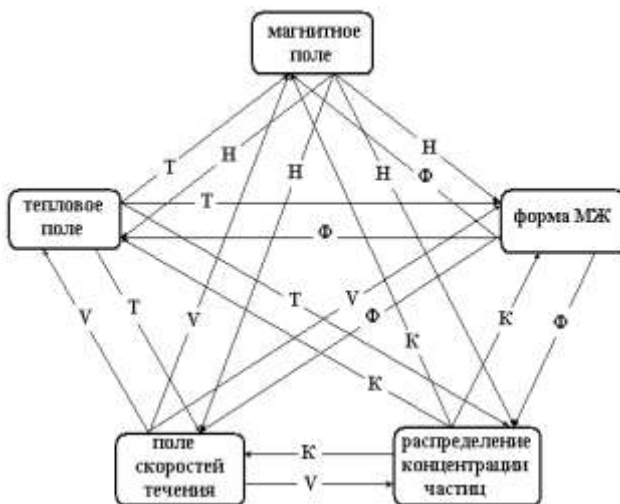 магнитное
поле
Т
Н
Н
Н
Ф
Н
тепловое
поле
Т
форма МЖ
Ф
V
Т
V
Т
V
Ф
К
К
К
Ф
поле
скоростей
течения
К
V
распределение
концентрации
частиц